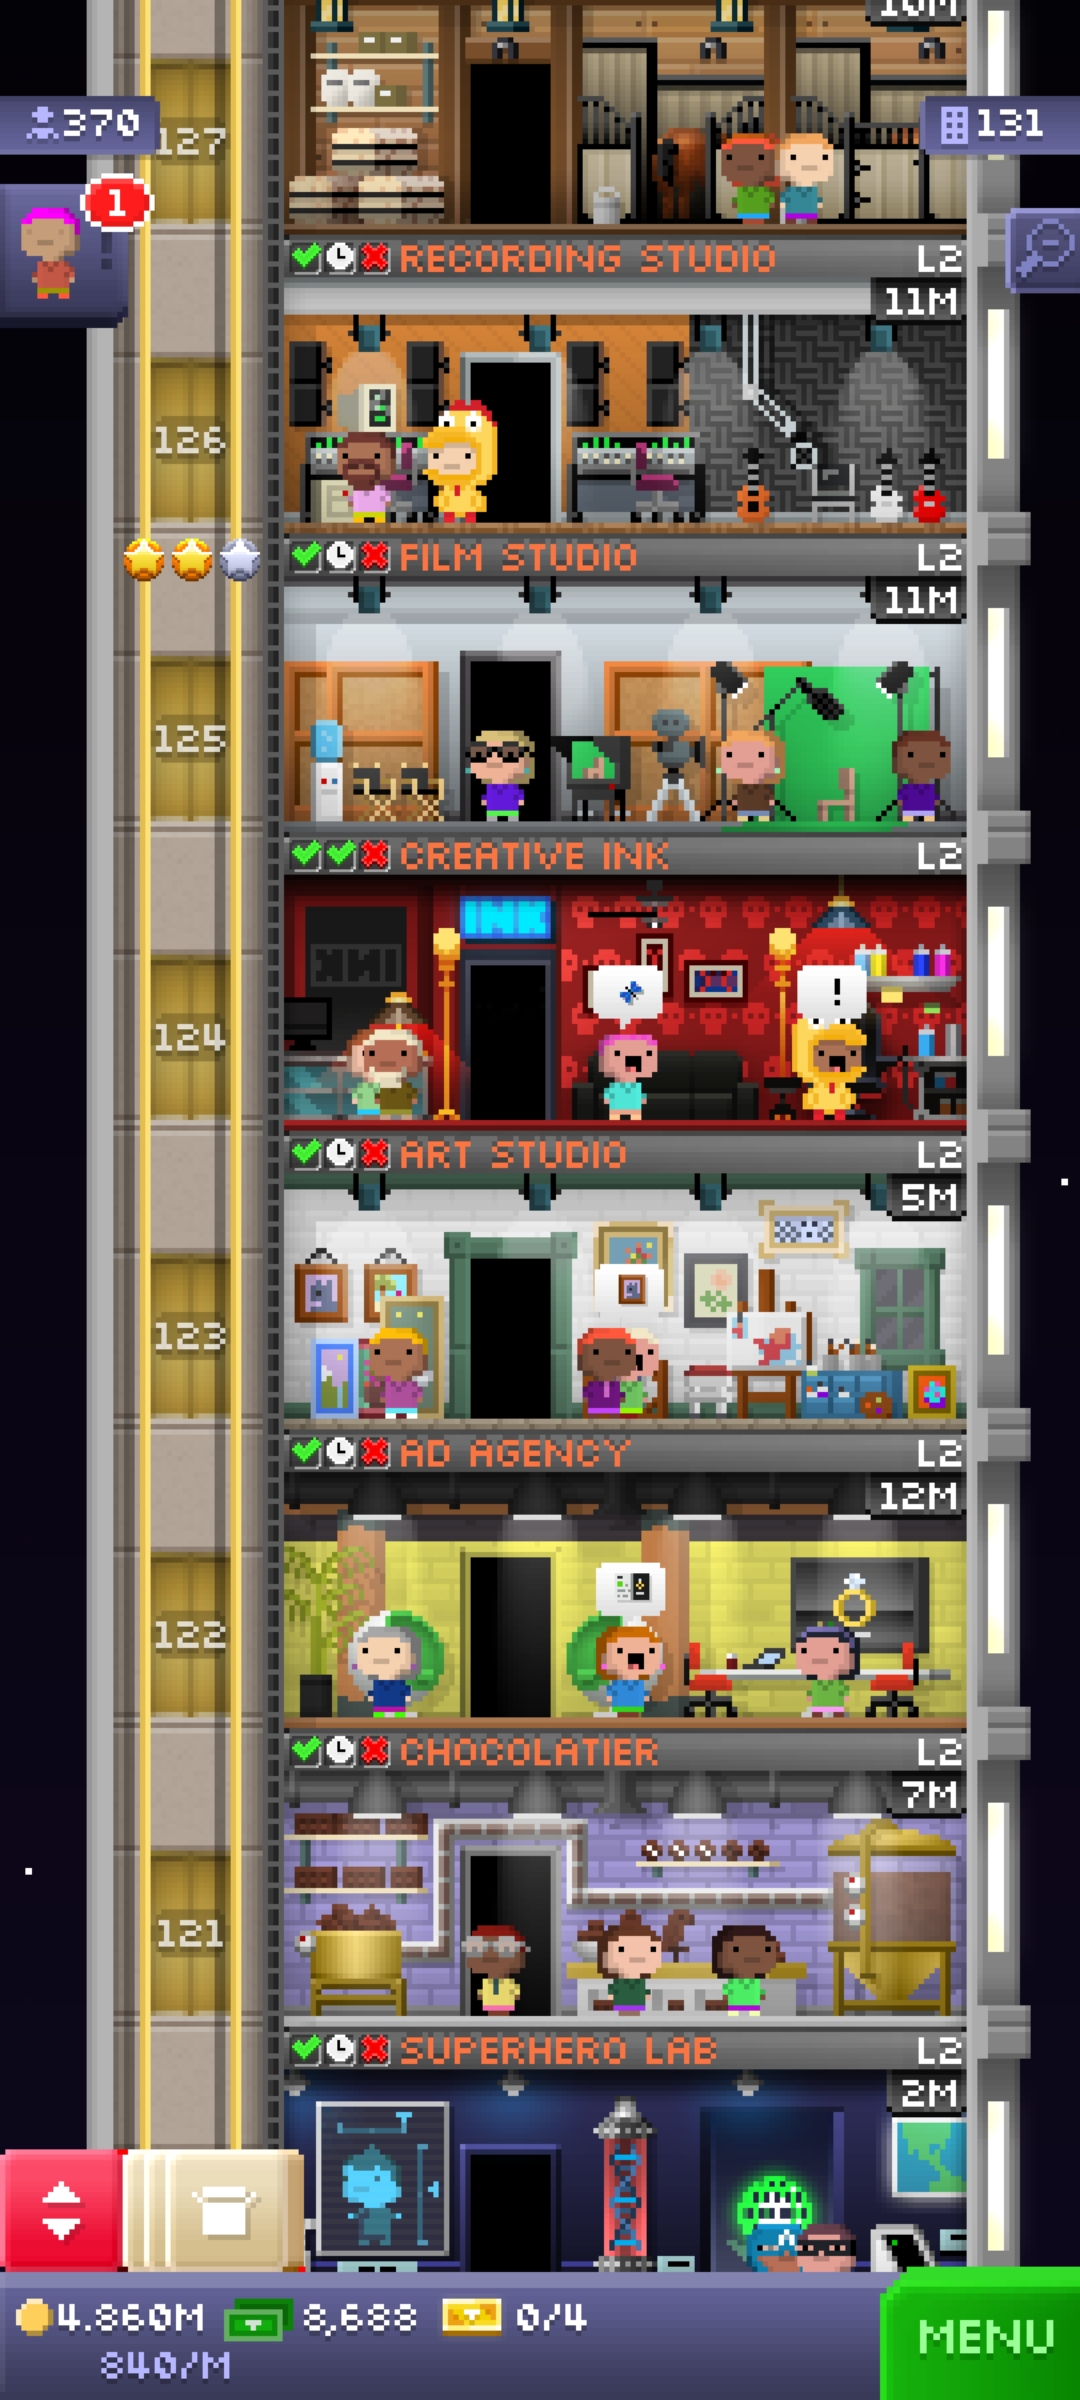 10M
370
131
127
1
RECORDING STUDIO L2
11M
126
FILM STUDIO L2
11M
125
CREATIVE INK L2
INK
124
!
ART STUDIO L2
5M
123
AD AGENCY L2
12M
122
CHOCOLATIER L2
7M
121
SUPERHERO LAB L2
2M
4.860M 8,688 0/4
840/M
MENU